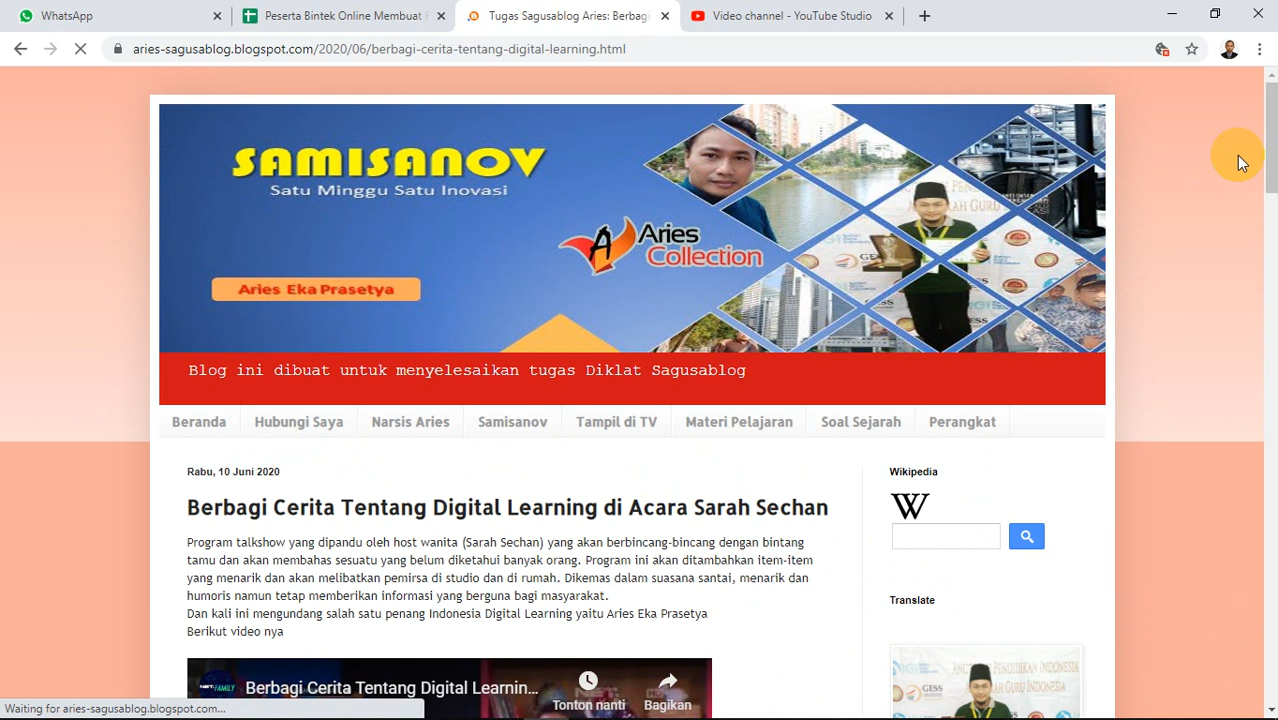 WhatsApp
Peserta Bintek Online Membuat B
Tugas Sagusablog Aries: Berbagi
Video channel - YouTube Studio
aries-sagusablog.blogspot.com/2020/06/berbagi-cerita-tentang-digital-learning.html
SAMISANOV
Satu Minggu Satu Inovasi
Aries
Collection
Aries Eka Prasetya
Blog ini dibuat untuk menyelesaikan tugas Diklat Sagusablog
Beranda Hubungi Saya Narsis Aries Samisanov Tampil di TV Materi Pelajaran Soal Sejarah Perangkat
Rabu, 10 Juni 2020
Berbagi Cerita Tentang Digital Learning di Acara Sarah Sechan
Program talkshow yang dipandu oleh host wanita (Sarah Sechan) yang akan berbincang-bincang dengan bintang
tamu dan akan membahas sesuatu yang belum diketahui banyak orang. Program ini akan ditambahkan item-item
yang menarik dan akan melibatkan pemirsa di studio dan di rumah. Dikemas dalam suasana santai, menarik dan
humoris namun tetap memberikan informasi yang berguna bagi masyarakat.
Dan kali ini mengundang salah satu penang Indonesia Digital Learning yaitu Aries Eka Prasetya
Berikut video nya
Berbagi Cerita Tentang Digital Learnin...
Tonton nanti
Bagikan
Wikipedia
W
Translate
IGI
GESS
Waiting for aries-sagusablog.blogspot.com...